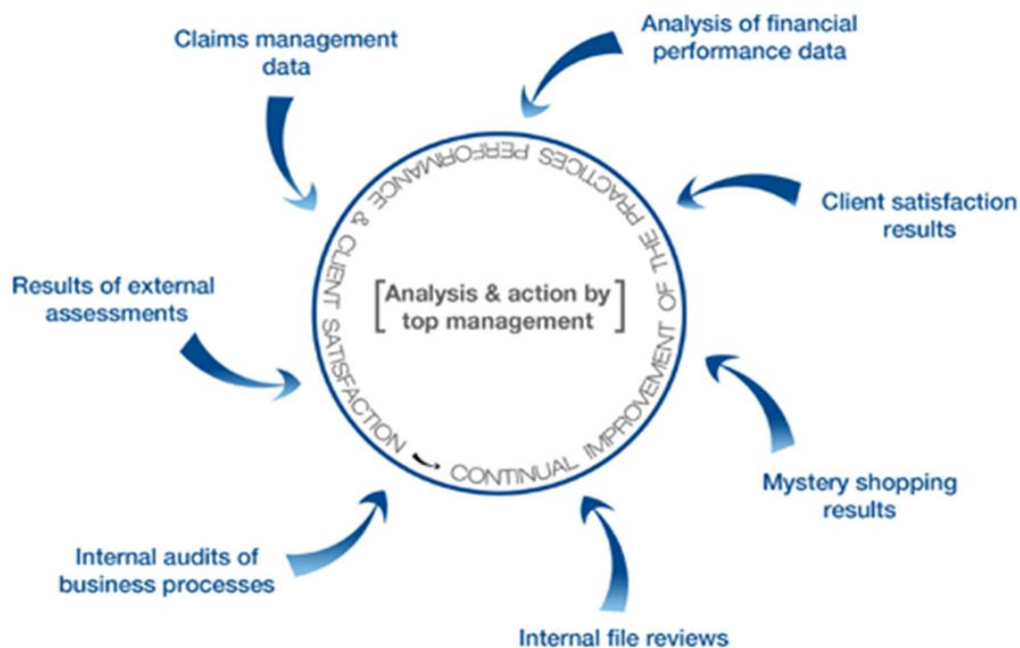 Claims management
data
Analysis of financial
performance data
Client satisfaction
results
Mystery shopping
results
Internal file reviews
Internal audits of
business processes
Results of external
assessments
CONTINUAL IMPROVEMENT OF THE PRACTICES PERFORMANCE & CLIENT SATISFACTION
[Analysis & action by
top management]